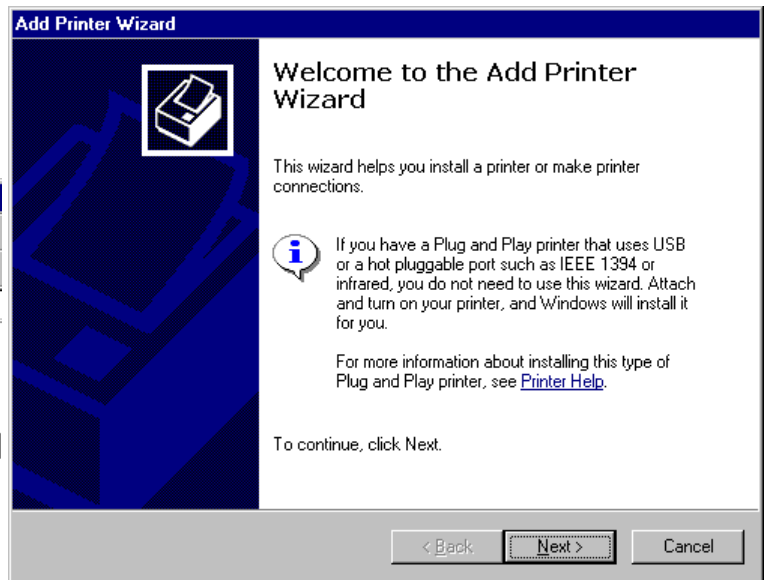 Add Printer Wizard
Welcome to the Add Printer
Wizard
This wizard helps you install a printer or make printer
connections.
If you have a Plug and Play printer that uses USB
or a hot pluggable port such as IEEE 1394 or
infrared, you do not need to use this wizard. Attach
and turn on your printer, and Windows will install it
for you.
For more information about installing this type of
Plug and Play printer, see Printer Help.
To continue, click Next.
< Back Next > Cancel